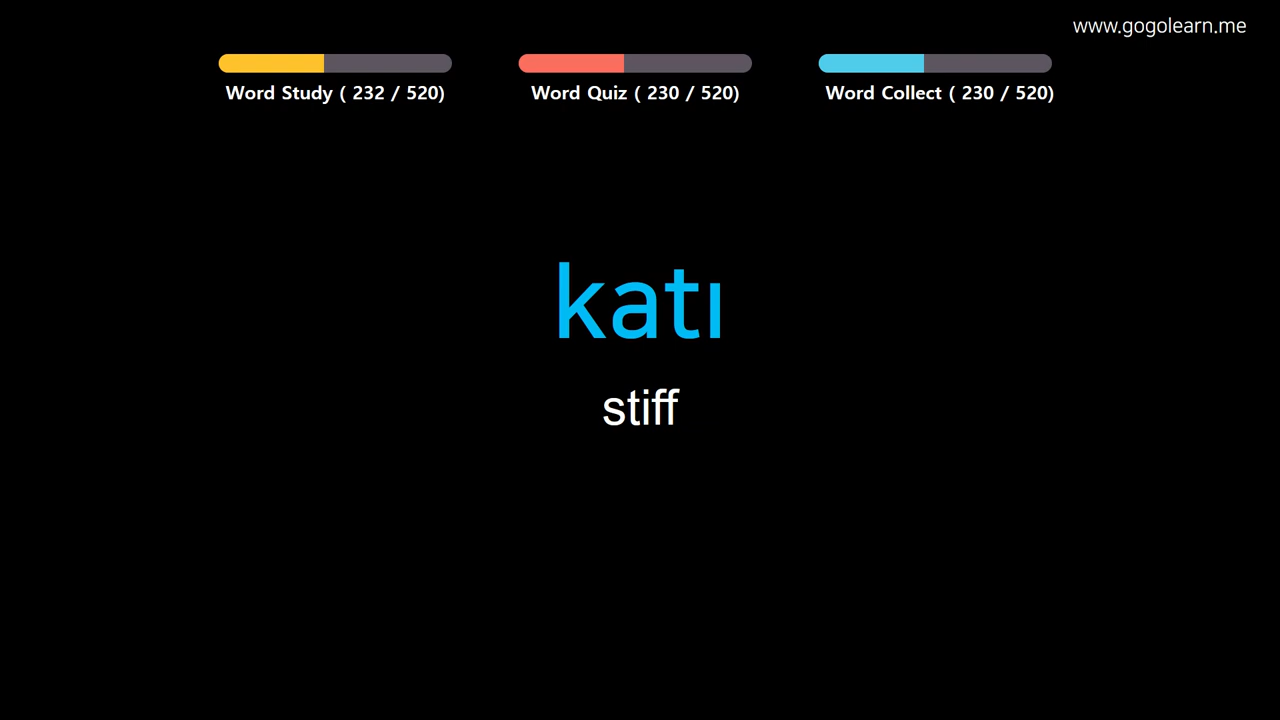 www.gogolearn.me
Word Study ( 232 / 520)
Word Quiz ( 230 / 520)
Word Collect ( 230 / 520)
katı
stiff